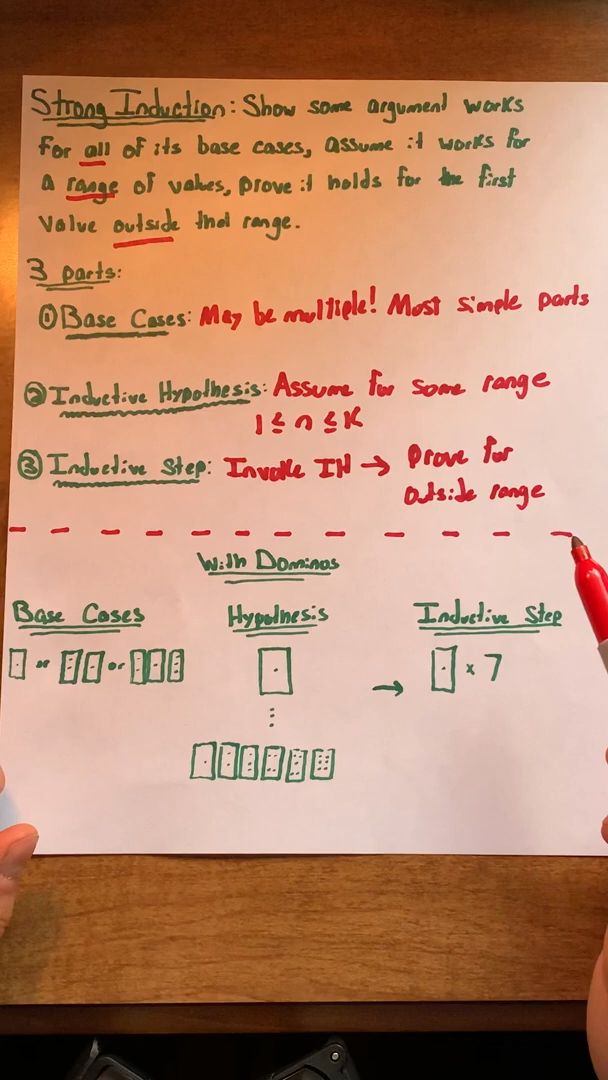 Strong Induction: Show some argument works
for all of its base cases, assume it works for
a range of values, prove it holds for the first
value outside that range.
3 parts:
① Base Cases: May be multiple! Most simple parts
② Inductive Hypothesis: Assume for some range
1 ≤ n ≤ K
③ Inductive Step: Invoke IH → Prove for
outside range
With Dominos
Base Cases Hypothesis Inductive Step
or or
→ x 7